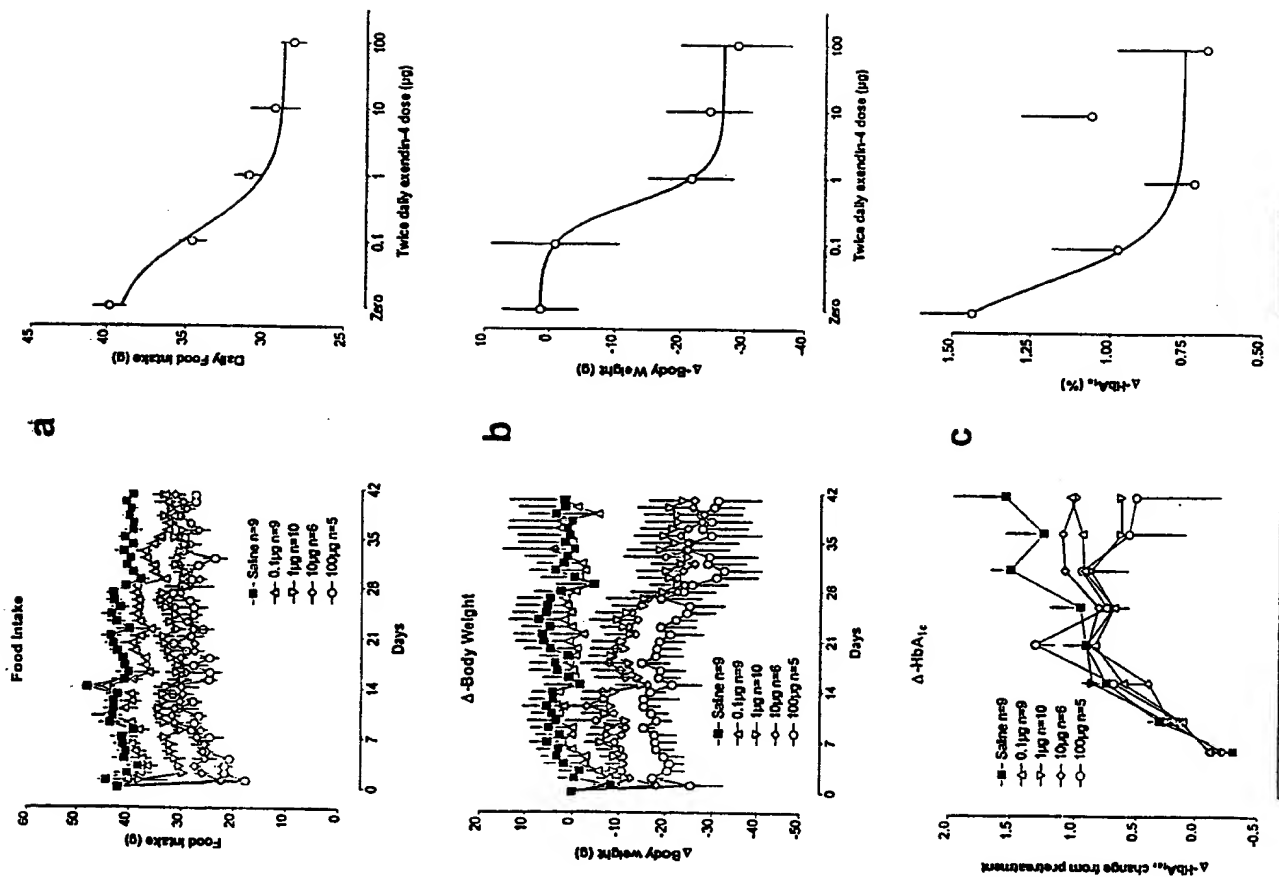 a
Food Intake
Food Intake (g)
60
50
40
30
20
10
0
0 7 14 21 28 35 42
Days
-■- Saline n=9
-△- 0.1µg n=9
-▽- 1µg n=10
-◇- 10µg n=6
-○- 100µg n=5
Daily Food Intake (g)
45
40
35
30
25
Zero 0.1 1 10 100
Twice daily exendin-4 dose (µg)
b
Δ-Body Weight
Δ Body weight (g)
20
10
0
-10
-20
-30
-40
-50
0 7 14 21 28 35 42
Days
-■- Saline n=9
-△- 0.1µg n=9
-▽- 1µg n=10
-◇- 10µg n=6
-○- 100µg n=5
Δ-Body Weight (g)
10
0
-20
-30
-40
Zero 0.1 1 10 100
Twice daily exendin-4 dose (µg)
c
Δ-HbA1c
Δ-HbA1c, change from pretreatment
2.0
1.5
1.0
0.5
0.0
-0.5
-■- Saline n=9
-△- 0.1µg n=9
-▽- 1µg n=10
-◇- 10µg n=6
-○- 100µg n=5
Δ-HbA1c (%)
1.50
1.00
0.75
0.50